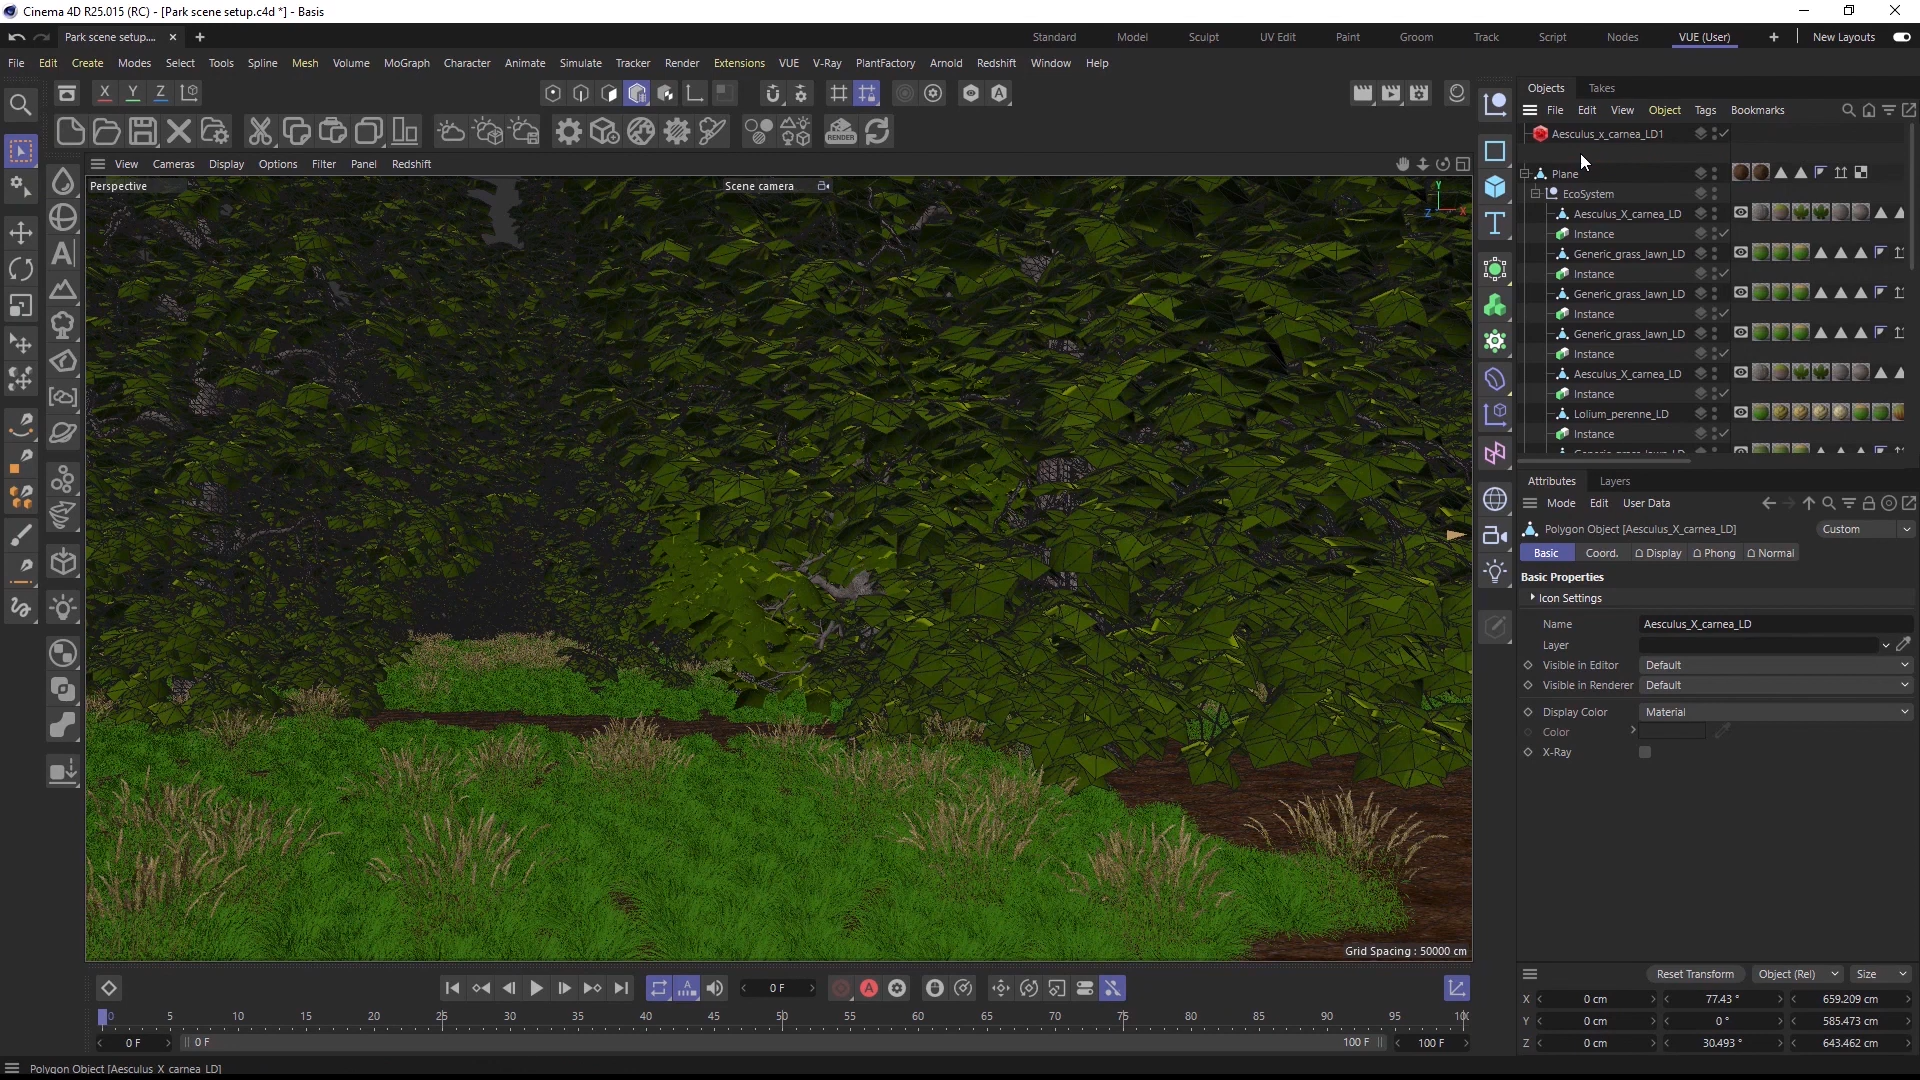 Cinema 4D R25.015 (RC) - [Park scene setup.c4d *] - Basis
Park scene setup....
Standard Model Sculpt UV Edit Paint Groom Track Script Nodes VUE (User) New Layouts
File Edit Create Modes Select Tools Spline Mesh Volume MoGraph Character Animate Simulate Tracker Render Extensions VUE V-Ray PlantFactory Arnold Redshift Window Help
X Y Z
RENDER
View Cameras Display Options Filter Panel Redshift
Perspective
Scene camera
Y
Z X
Grid Spacing : 50000 cm
Objects Takes
File Edit View Object Tags Bookmarks
Aesculus_x_carnea_LD1
Plane
EcoSystem
Aesculus_X_carnea_LD
Instance
Generic_grass_lawn_LD
Instance
Generic_grass_lawn_LD
Instance
Generic_grass_lawn_LD
Instance
Aesculus_X_carnea_LD
Instance
Lolium_perenne_LD
Instance
Attributes Layers
Mode Edit User Data
Polygon Object [Aesculus_X_carnea_LD]
Custom
Basic Coord. Display Phong Normal
Basic Properties
Icon Settings
Name Aesculus_X_carnea_LD
Layer
Visible in Editor Default
Visible in Renderer Default
Display Color Material
Color
X-Ray
Reset Transform Object (Rel) Size
X 0 cm 77.43 ° 659.209 cm
Y 0 cm 0 ° 585.473 cm
Z 0 cm 30.493 ° 643.462 cm
0 F
0 5 10 15 20 25 30 35 40 45 50 55 60 65 70 75 80 85 90 95 10
0 F 0 F 100 F 100 F
Polygon Object [Aesculus_X_carnea_LD]